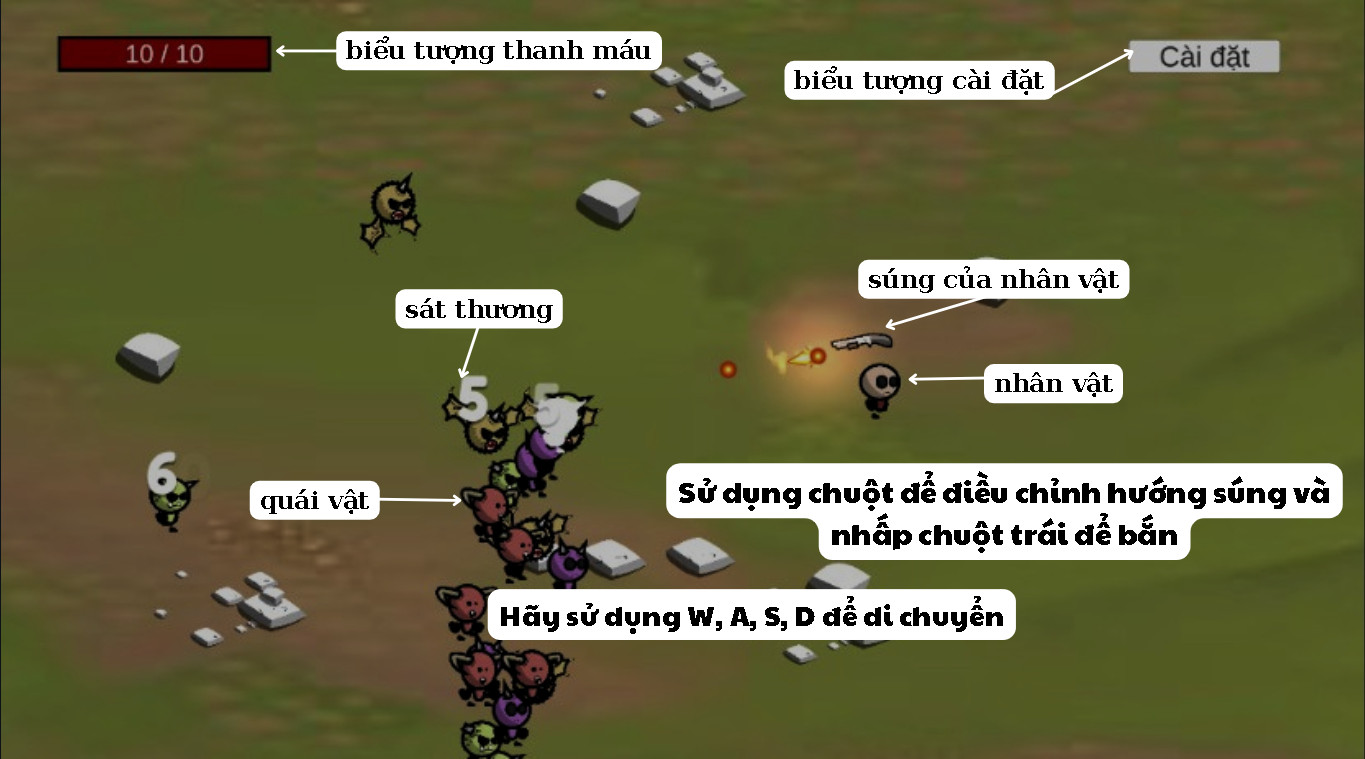 10 / 10
biểu tượng thanh máu
Cài đặt
biểu tượng cài đặt
súng của nhân vật
sát thương
nhân vật
5
5
6
quái vật
Sử dụng chuột để điều chỉnh hướng súng và
nhấp chuột trái để bắn
Hãy sử dụng W, A, S, D để di chuyển